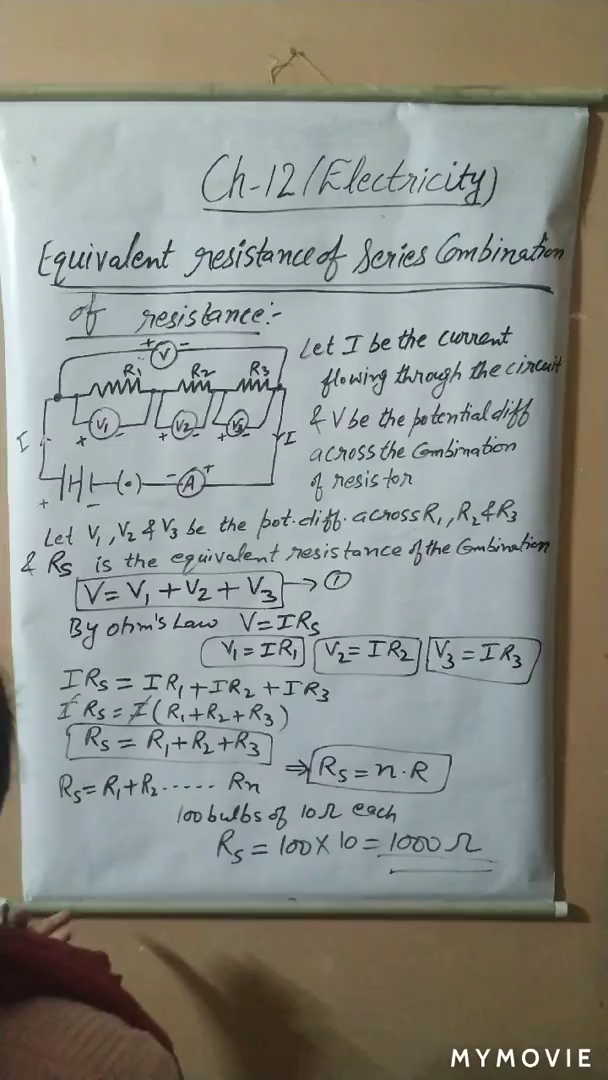 Ch-12 (Electricity)
Equivalent resistance of Series Combination
of resistance:-
+ V -
R1 R2 R3
+ V1 - + V2 - + V3 -
I I
+ - (•) - A +
Let I be the current
flowing through the circuit
& V be the potential diff
across the Combination
of resistor
Let V1, V2 & V3 be the pot. diff. across R1, R2 & R3
& Rs is the equivalent resistance of the Combination
V = V1 + V2 + V3 → ①
By ohm's Law V = IRs
V1 = IR1 V2 = IR2 V3 = IR3
IRs = IR1 + IR2 + IR3
I Rs = I (R1 + R2 + R3)
Rs = R1 + R2 + R3
Rs = R1 + R2 ...... Rn ⇒ Rs = n.R
100 bulbs of 10Ω each
Rs = 100 × 10 = 1000 Ω
MYMOVIE